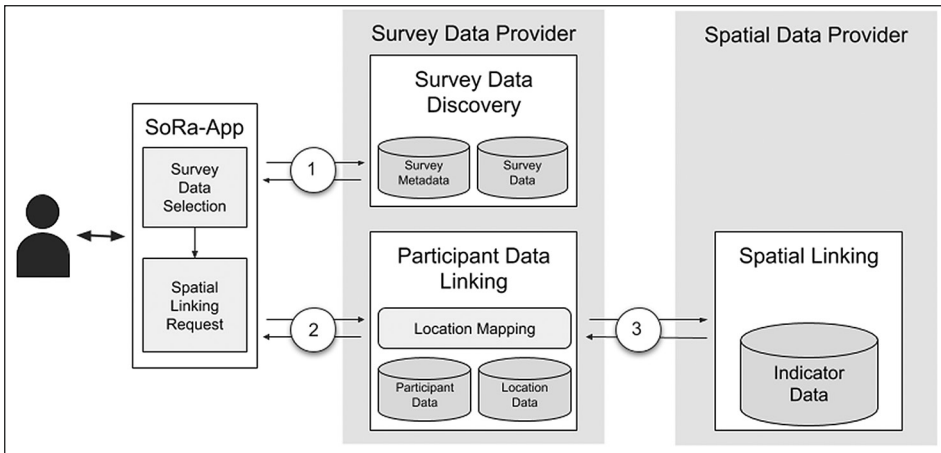 Survey Data Provider
Spatial Data Provider
Survey Data
Discovery
SoRa-App
Survey
Data
Selection
1
Survey
Metadata
Survey
Data
Participant Data
Linking
Spatial Linking
Spatial
Linking
Request
2
Location Mapping
3
Participant
Data
Location
Data
Indicator
Data